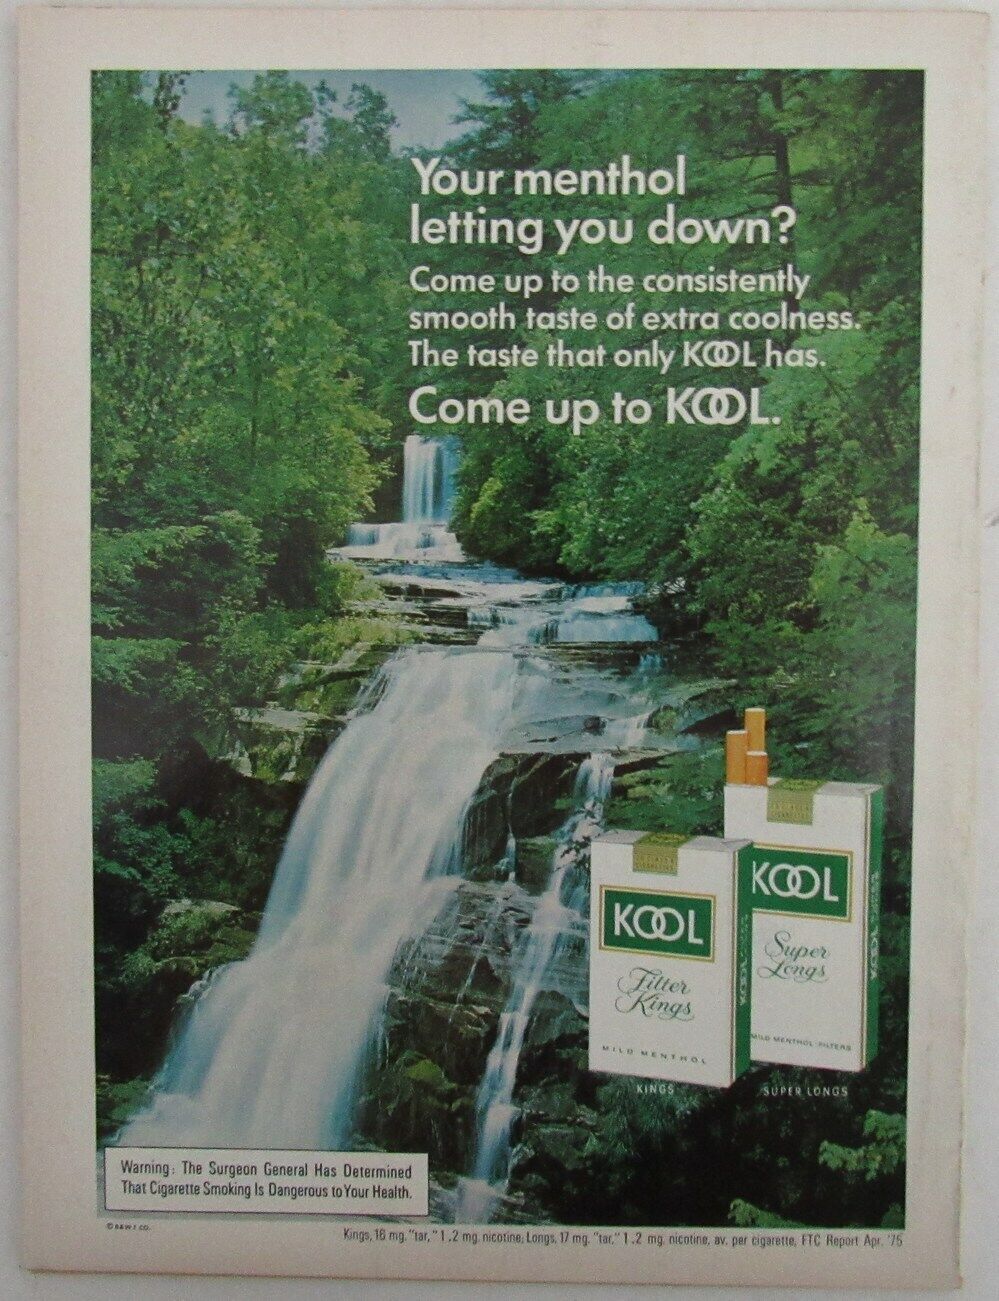 Your menthol
letting you down?
Come up to the consistently
smooth taste of extra coolness.
The taste that only KOOL has.
Come up to KOOL.
KOOL
Super
Longs
MILD MENTHOL FILTERS
KOOL
KOOL
Filter
Kings
MILD MENTHOL
KOOL
KINGS
SUPER LONGS
Warning: The Surgeon General Has Determined
That Cigarette Smoking Is Dangerous to Your Health.
© B&W T CO.
Kings, 16 mg. "tar," 1.2 mg. nicotine; Longs, 17 mg. "tar," 1.2 mg. nicotine, av. per cigarette, FTC Report Apr. '75